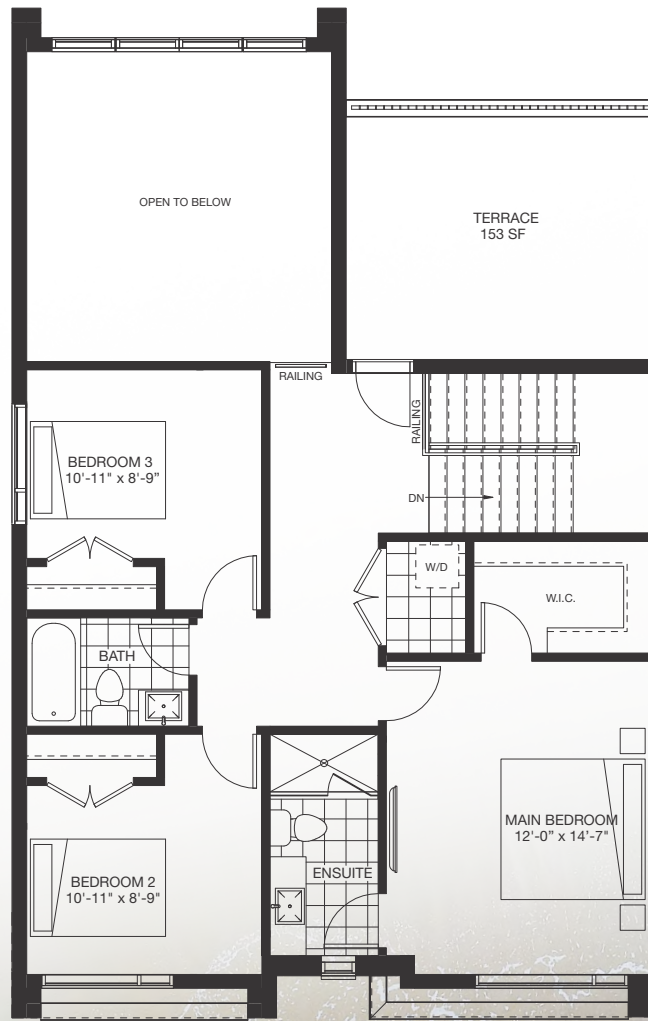 OPEN TO BELOW
TERRACE
153 SF
RAILING
RAILING
BEDROOM 3
10'-11" x 8'-9”
DN
W/D
W.I.C.
BATH
MAIN BEDROOM
12'-0” x 14'-7"
ENSUITE
BEDROOM 2
10'-11" x 8'-9"